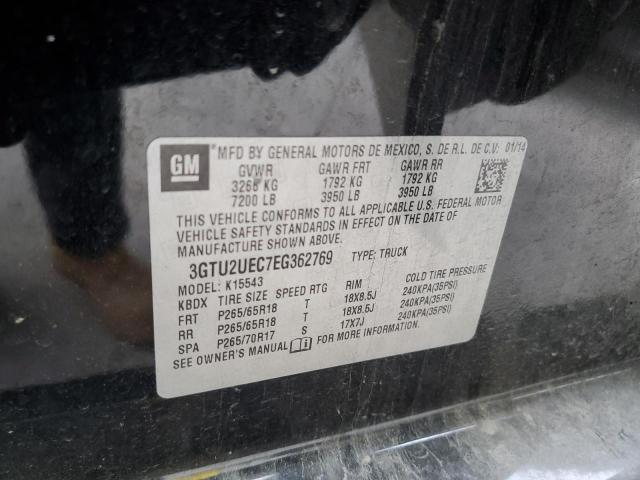 GM
MFD BY GENERAL MOTORS DE MEXICO, S. DE R.L. DE C.V. 01/14
GVWR GAWR FRT GAWR RR
3266 KG 1792 KG 1792 KG
7200 LB 3950 LB 3950 LB
THIS VEHICLE CONFORMS TO ALL APPLICABLE U.S. FEDERAL MOTOR
VEHICLE SAFETY STANDARDS IN EFFECT ON THE DATE OF
MANUFACTURE SHOWN ABOVE.
3GTU2UEC7EG362769 TYPE: TRUCK
MODEL: K15543
KBDX TIRE SIZE SPEED RTG RIM COLD TIRE PRESSURE
FRT P265/65R18 T 18X8.5J 240KPA(35PSI)
RR P265/65R18 T 18X8.5J 240KPA(35PSI)
SPA P265/70R17 S 17X7J 240KPA(35PSI)
SEE OWNER'S MANUAL FOR MORE INFORMATION.